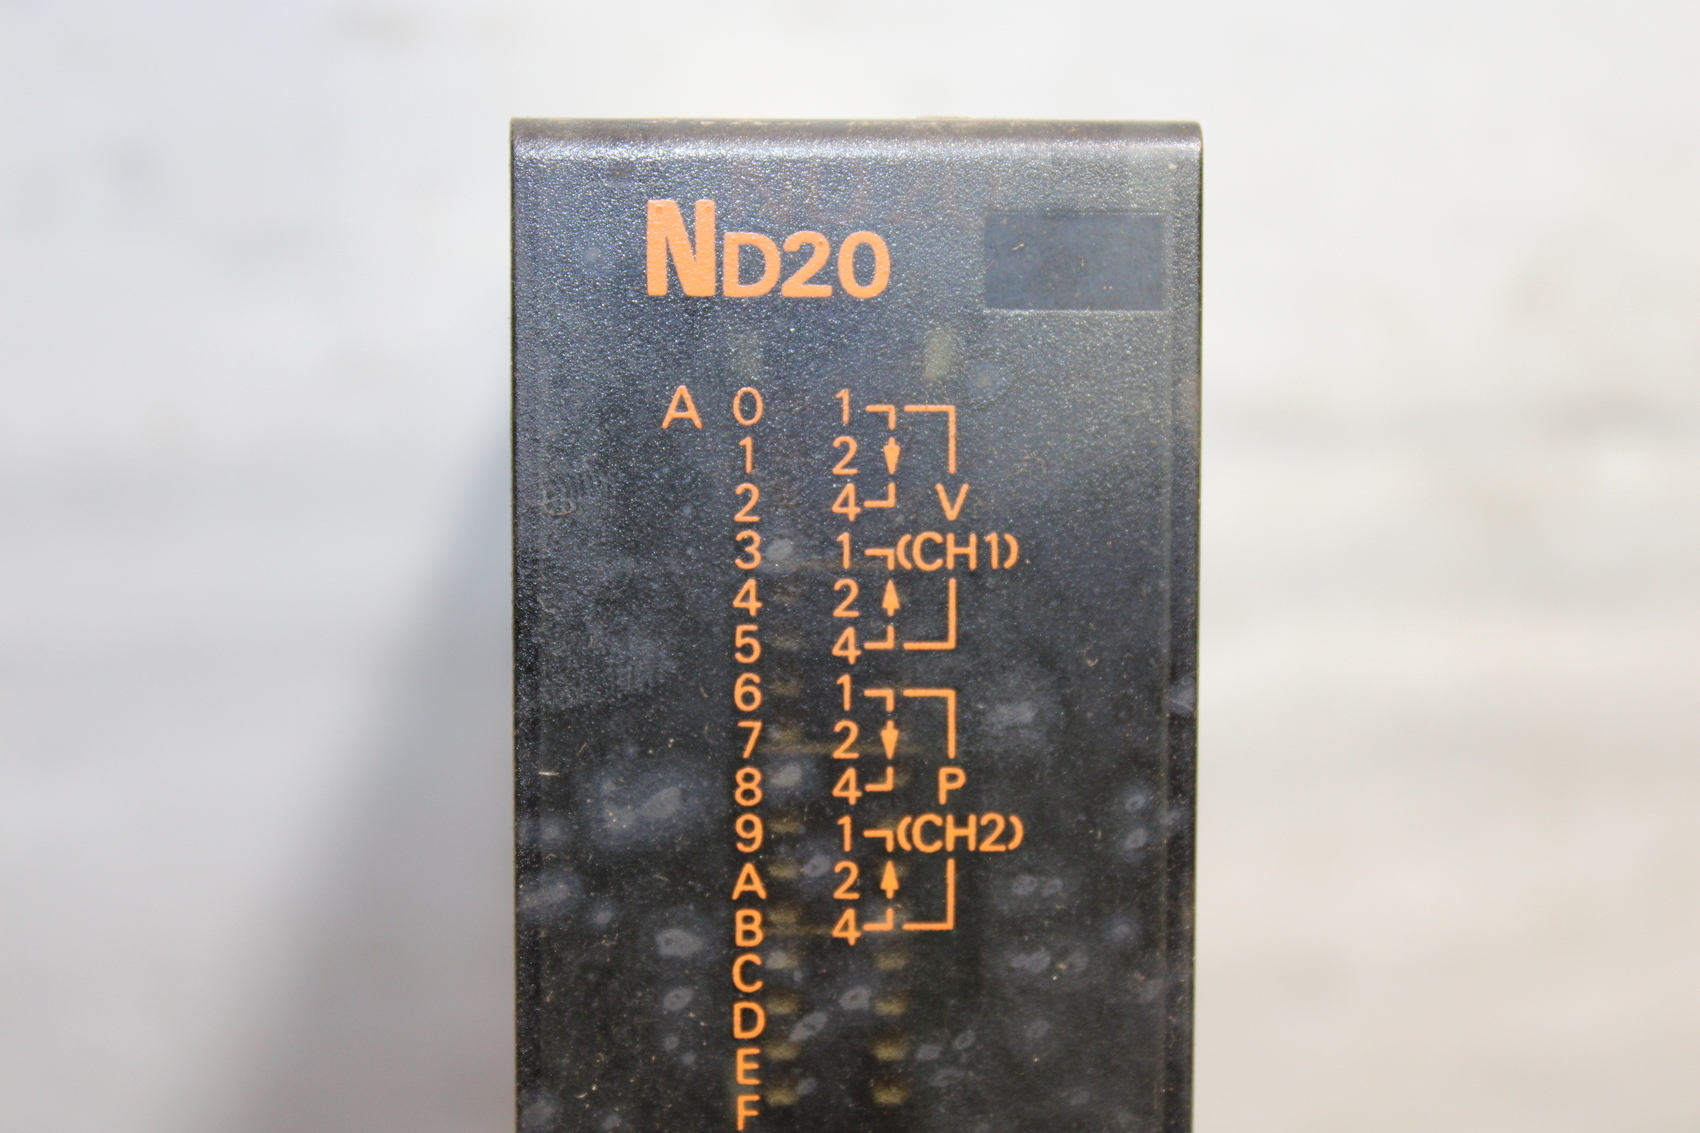 ND20
A 0 1
1 2
2 4 V
3 1 (CH1)
4 2
5 4
6 1
7 2
8 4 P
9 1 (CH2)
A 2
B 4
C
D
E
F